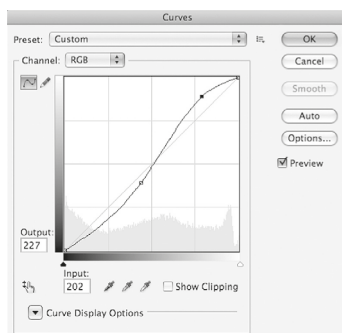 Curves
Preset: Custom
OK
Channel: RGB
Cancel
Smooth
Auto
Options...
Preview
Output:
227
Input:
202
Show Clipping
Curve Display Options